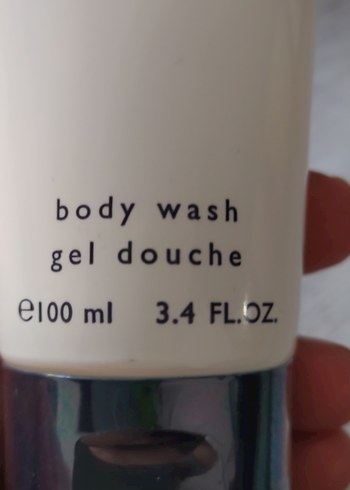 body wash
gel douche
℮100 ml 3.4 FL.OZ.